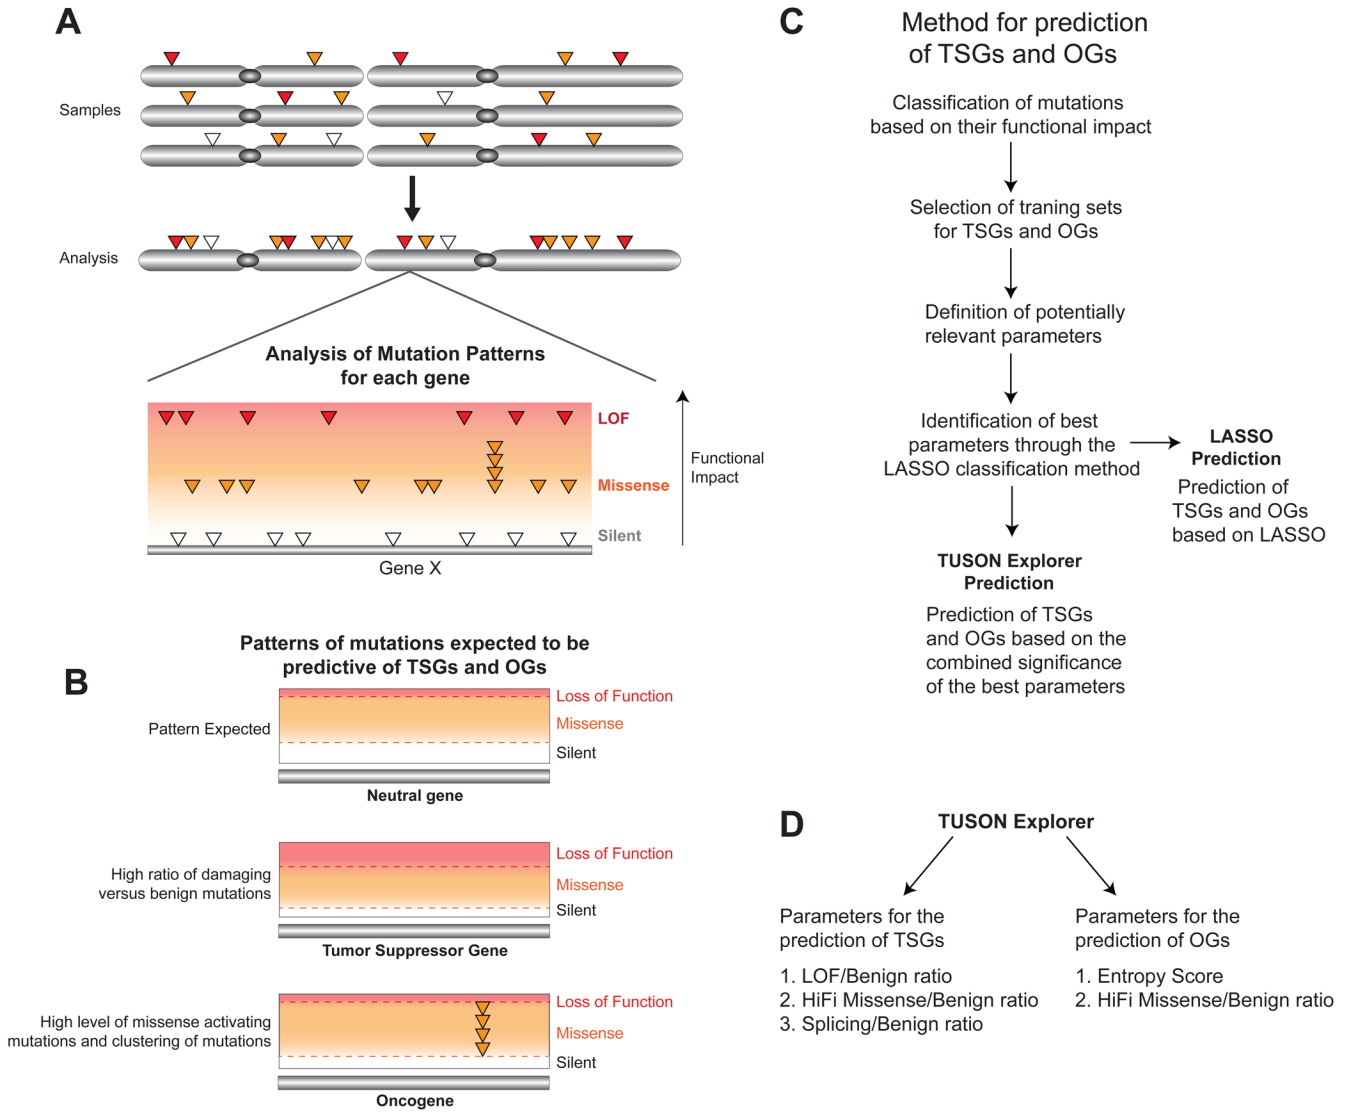 A
Samples
Analysis
Analysis of Mutation Patterns
for each gene
LOF
Missense
Silent
Functional
Impact
Gene X
B
Patterns of mutations expected to be
predictive of TSGs and OGs
Pattern Expected
Loss of Function
Missense
Silent
Neutral gene
High ratio of damaging
versus benign mutations
Loss of Function
Missense
Silent
Tumor Suppressor Gene
High level of missense activating
mutations and clustering of mutations
Loss of Function
Missense
Silent
Oncogene
C
Method for prediction
of TSGs and OGs
Classification of mutations
based on their functional impact
Selection of traning sets
for TSGs and OGs
Definition of potentially
relevant parameters
Identification of best
parameters through the
LASSO classification method
LASSO
Prediction
Prediction of
TSGs and OGs
based on LASSO
TUSON Explorer
Prediction
Prediction of TSGs
and OGs based on the
combined significance
of the best parameters
D
TUSON Explorer
Parameters for the
prediction of TSGs
1. LOF/Benign ratio
2. HiFi Missense/Benign ratio
3. Splicing/Benign ratio
Parameters for the
prediction of OGs
1. Entropy Score
2. HiFi Missense/Benign ratio